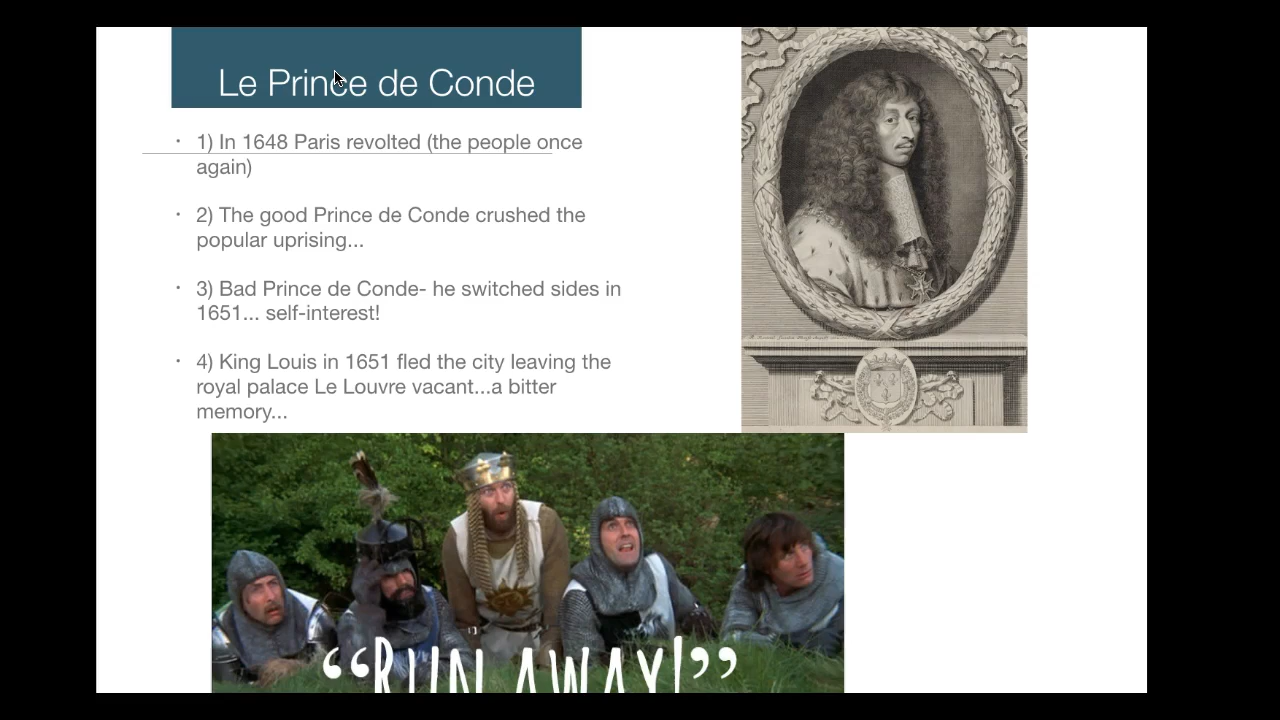 Le Prince de Conde
• 1) In 1648 Paris revolted (the people once
again)
• 2) The good Prince de Conde crushed the
popular uprising...
• 3) Bad Prince de Conde- he switched sides in
1651... self-interest!
• 4) King Louis in 1651 fled the city leaving the
royal palace Le Louvre vacant...a bitter
memory...
“RUN AWAY!”